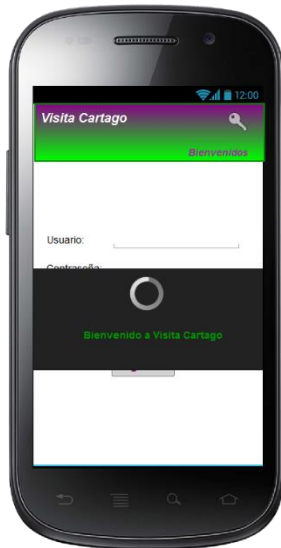 12:00
Visita Cartago
Bienvenidos
Usuario:
Contraseña:
Bienvenido a Visita Cartago